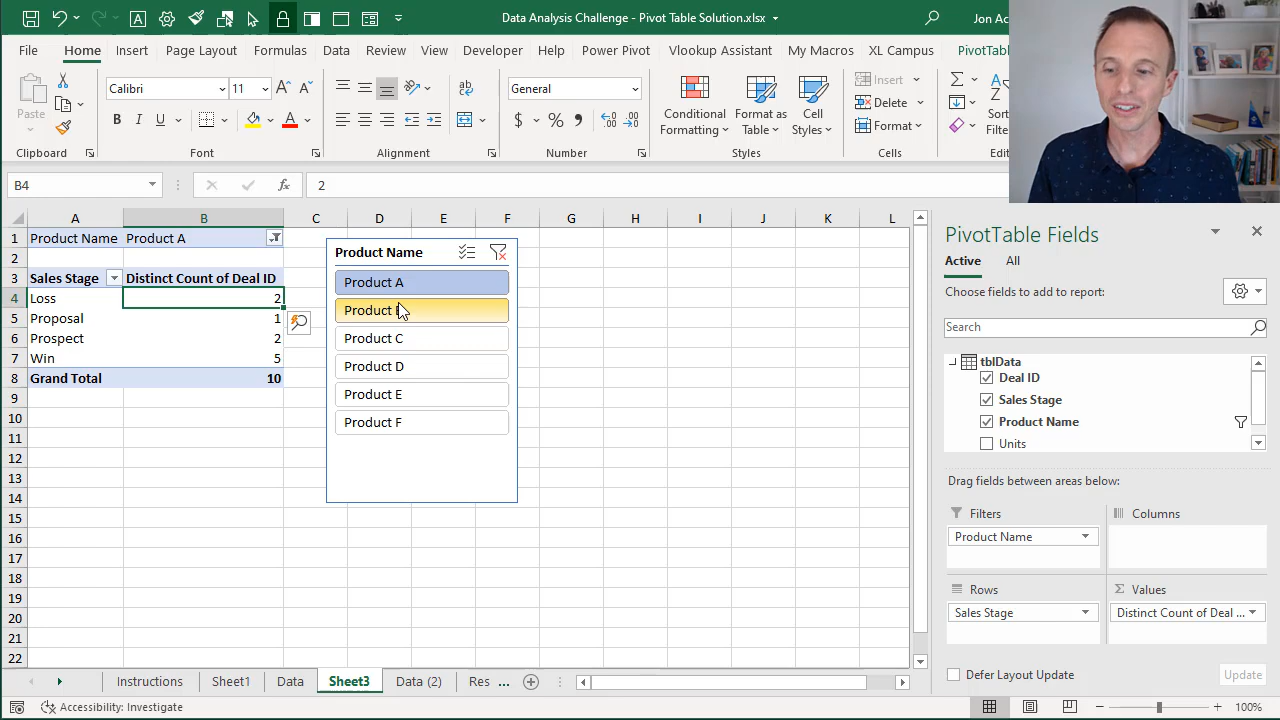 Data Analysis Challenge - Pivot Table Solution.xlsx
Jon Ac
File Home Insert Page Layout Formulas Data Review View Developer Help Power Pivot Vlookup Assistant My Macros XL Campus PivotTable
Paste
Clipboard
Calibri 11
B I U A
Font
Alignment
General
$ % 9
Number
Conditional Formatting
Format as Table
Cell Styles
Styles
Insert
Delete
Format
Cells
Sort
Filter
B4
fx
2
A B C D E F G H I J K L
1 Product Name Product A
2
3 Sales Stage Distinct Count of Deal ID
4 Loss 2
5 Proposal 1
6 Prospect 2
7 Win 5
8 Grand Total 10
9
10
11
12
13
14
15
16
17
18
19
20
21
22
Product Name
Product A
Product
Product C
Product D
Product E
Product F
PivotTable Fields
Active All
Choose fields to add to report:
Search
tblData
Deal ID
Sales Stage
Product Name
Units
Drag fields between areas below:
Filters
Product Name
Columns
Rows
Sales Stage
Values
Distinct Count of Deal ...
Defer Layout Update
Update
Instructions Sheet1 Data Sheet3 Data (2) Res ...
Accessibility: Investigate
100%